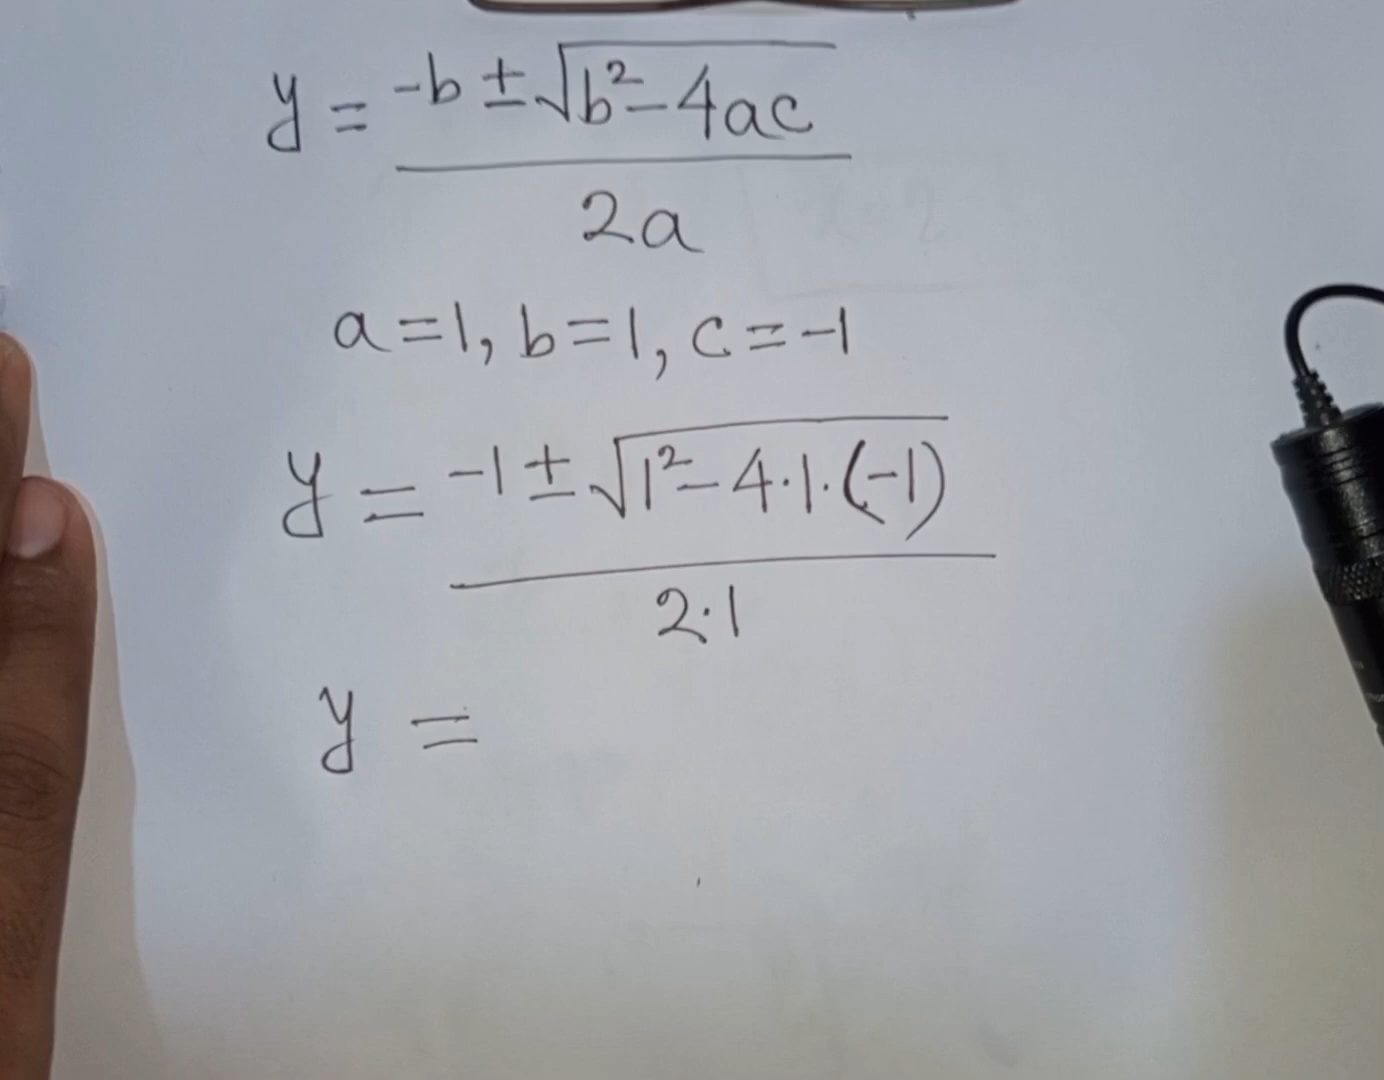 y = -b ± √b² - 4ac / 2a
a = 1, b = 1, c = -1
y = -1 ± √1² - 4·1·(-1) / 2·1
y =